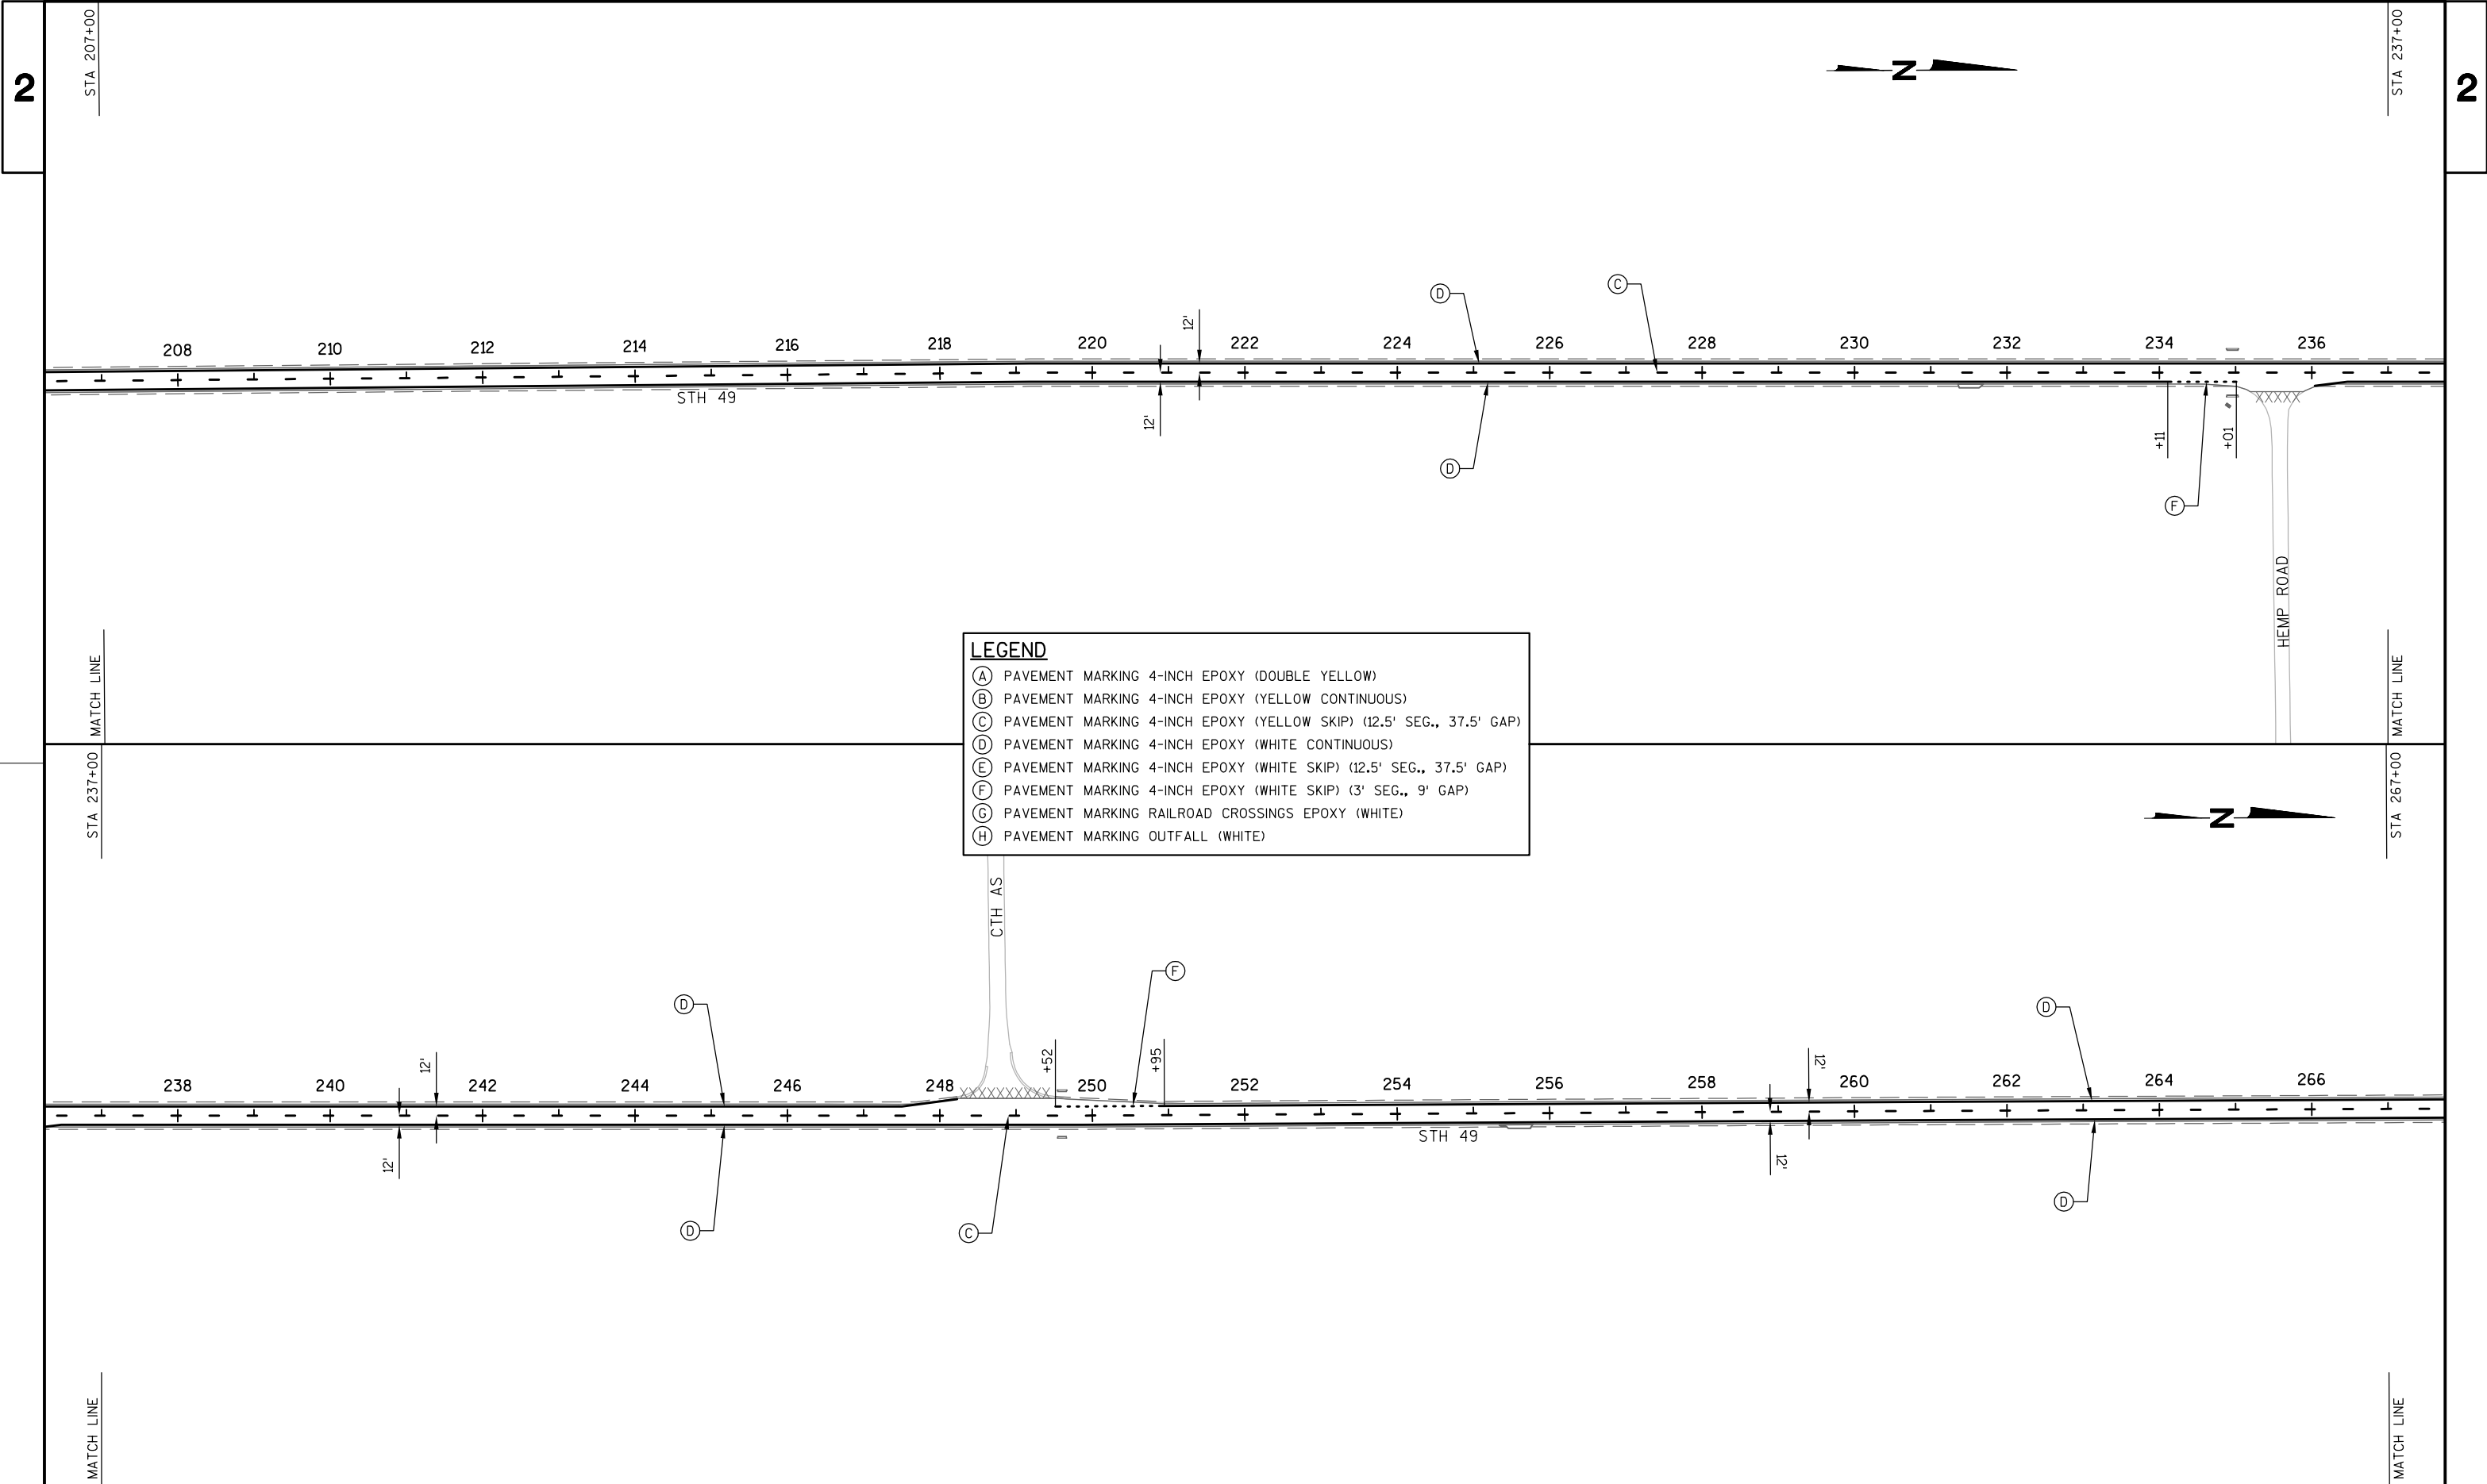 2
STA 207+00
N
STA 237+00
2
D
C
12'
208 210 212 214 216 218 220 222 224 226 228 230 232 234 236
STH 49
12'
D
+11
+01
F
HEMP ROAD
MATCH LINE
MATCH LINE
LEGEND
A PAVEMENT MARKING 4-INCH EPOXY (DOUBLE YELLOW)
B PAVEMENT MARKING 4-INCH EPOXY (YELLOW CONTINUOUS)
C PAVEMENT MARKING 4-INCH EPOXY (YELLOW SKIP) (12.5' SEG., 37.5' GAP)
D PAVEMENT MARKING 4-INCH EPOXY (WHITE CONTINUOUS)
E PAVEMENT MARKING 4-INCH EPOXY (WHITE SKIP) (12.5' SEG., 37.5' GAP)
F PAVEMENT MARKING 4-INCH EPOXY (WHITE SKIP) (3' SEG., 9' GAP)
G PAVEMENT MARKING RAILROAD CROSSINGS EPOXY (WHITE)
H PAVEMENT MARKING OUTFALL (WHITE)
STA 237+00
N
STA 267+00
CTH AS
F
D
D
12'
+52
+95
12'
238 240 242 244 246 248 250 252 254 256 258 260 262 264 266
STH 49
12'
12'
D
C
D
MATCH LINE
MATCH LINE